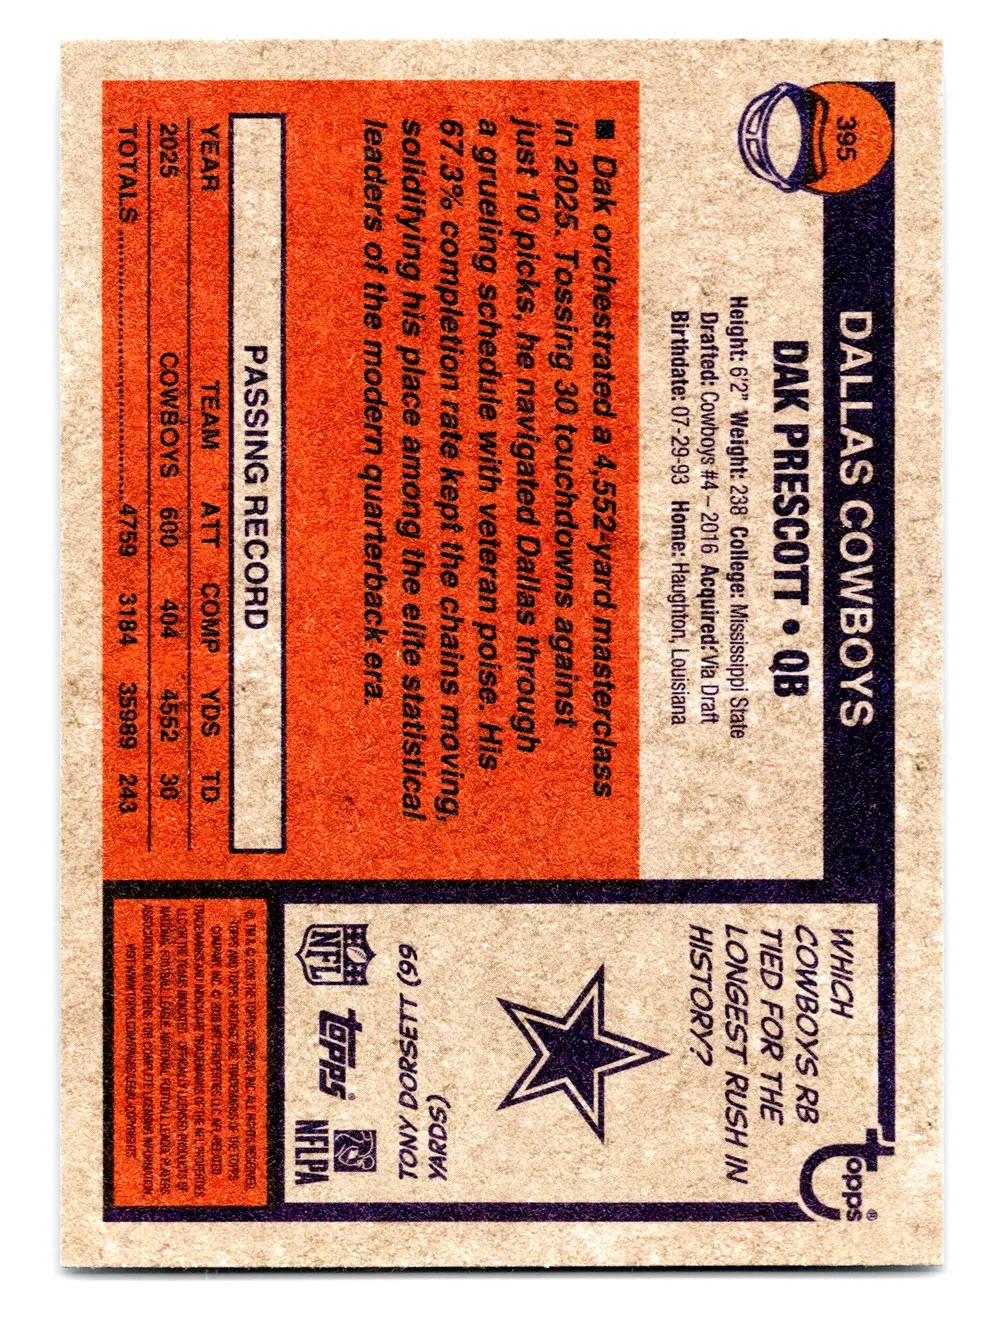 395
DALLAS COWBOYS
DAK PRESCOTT • QB
Height: 6'2" Weight: 238 College: Mississippi State
Drafted: Cowboys #4 – 2016 Acquired: Via Draft
Birthdate: 07-29-93 Home: Haughton, Louisiana
■ Dak orchestrated a 4,552-yard masterclass
in 2025. Tossing 30 touchdowns against
just 10 picks, he navigated Dallas through
a grueling schedule with veteran poise. His
67.3% completion rate kept the chains moving,
solidifying his place among the elite statistical
leaders of the modern quarterback era.
PASSING RECORD
YEAR TEAM ATT COMP YDS TD
2025 COWBOYS 600 404 4552 30
TOTALS 4759 3184 35989 243
topps®
WHICH
COWBOYS RB
TIED FOR THE
LONGEST RUSH IN
HISTORY?
TONY DORSETT (99
YARDS)
NFL topps® NFLPA